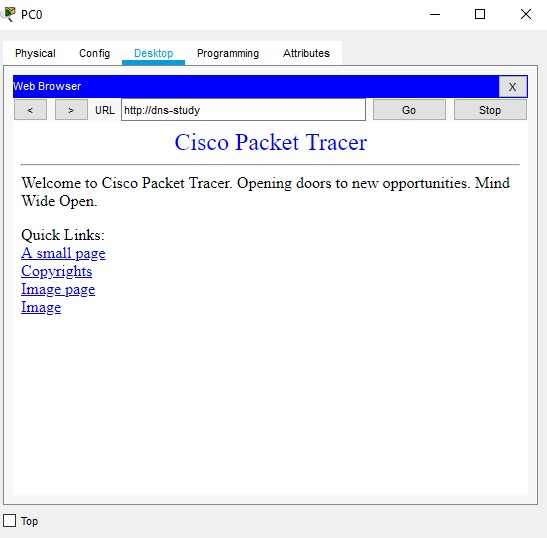 PC0
Physical Config Desktop Programming Attributes
Web Browser X
< > URL http://dns-study Go Stop
Cisco Packet Tracer
Welcome to Cisco Packet Tracer. Opening doors to new opportunities. Mind
Wide Open.
Quick Links:
A small page
Copyrights
Image page
Image
Top